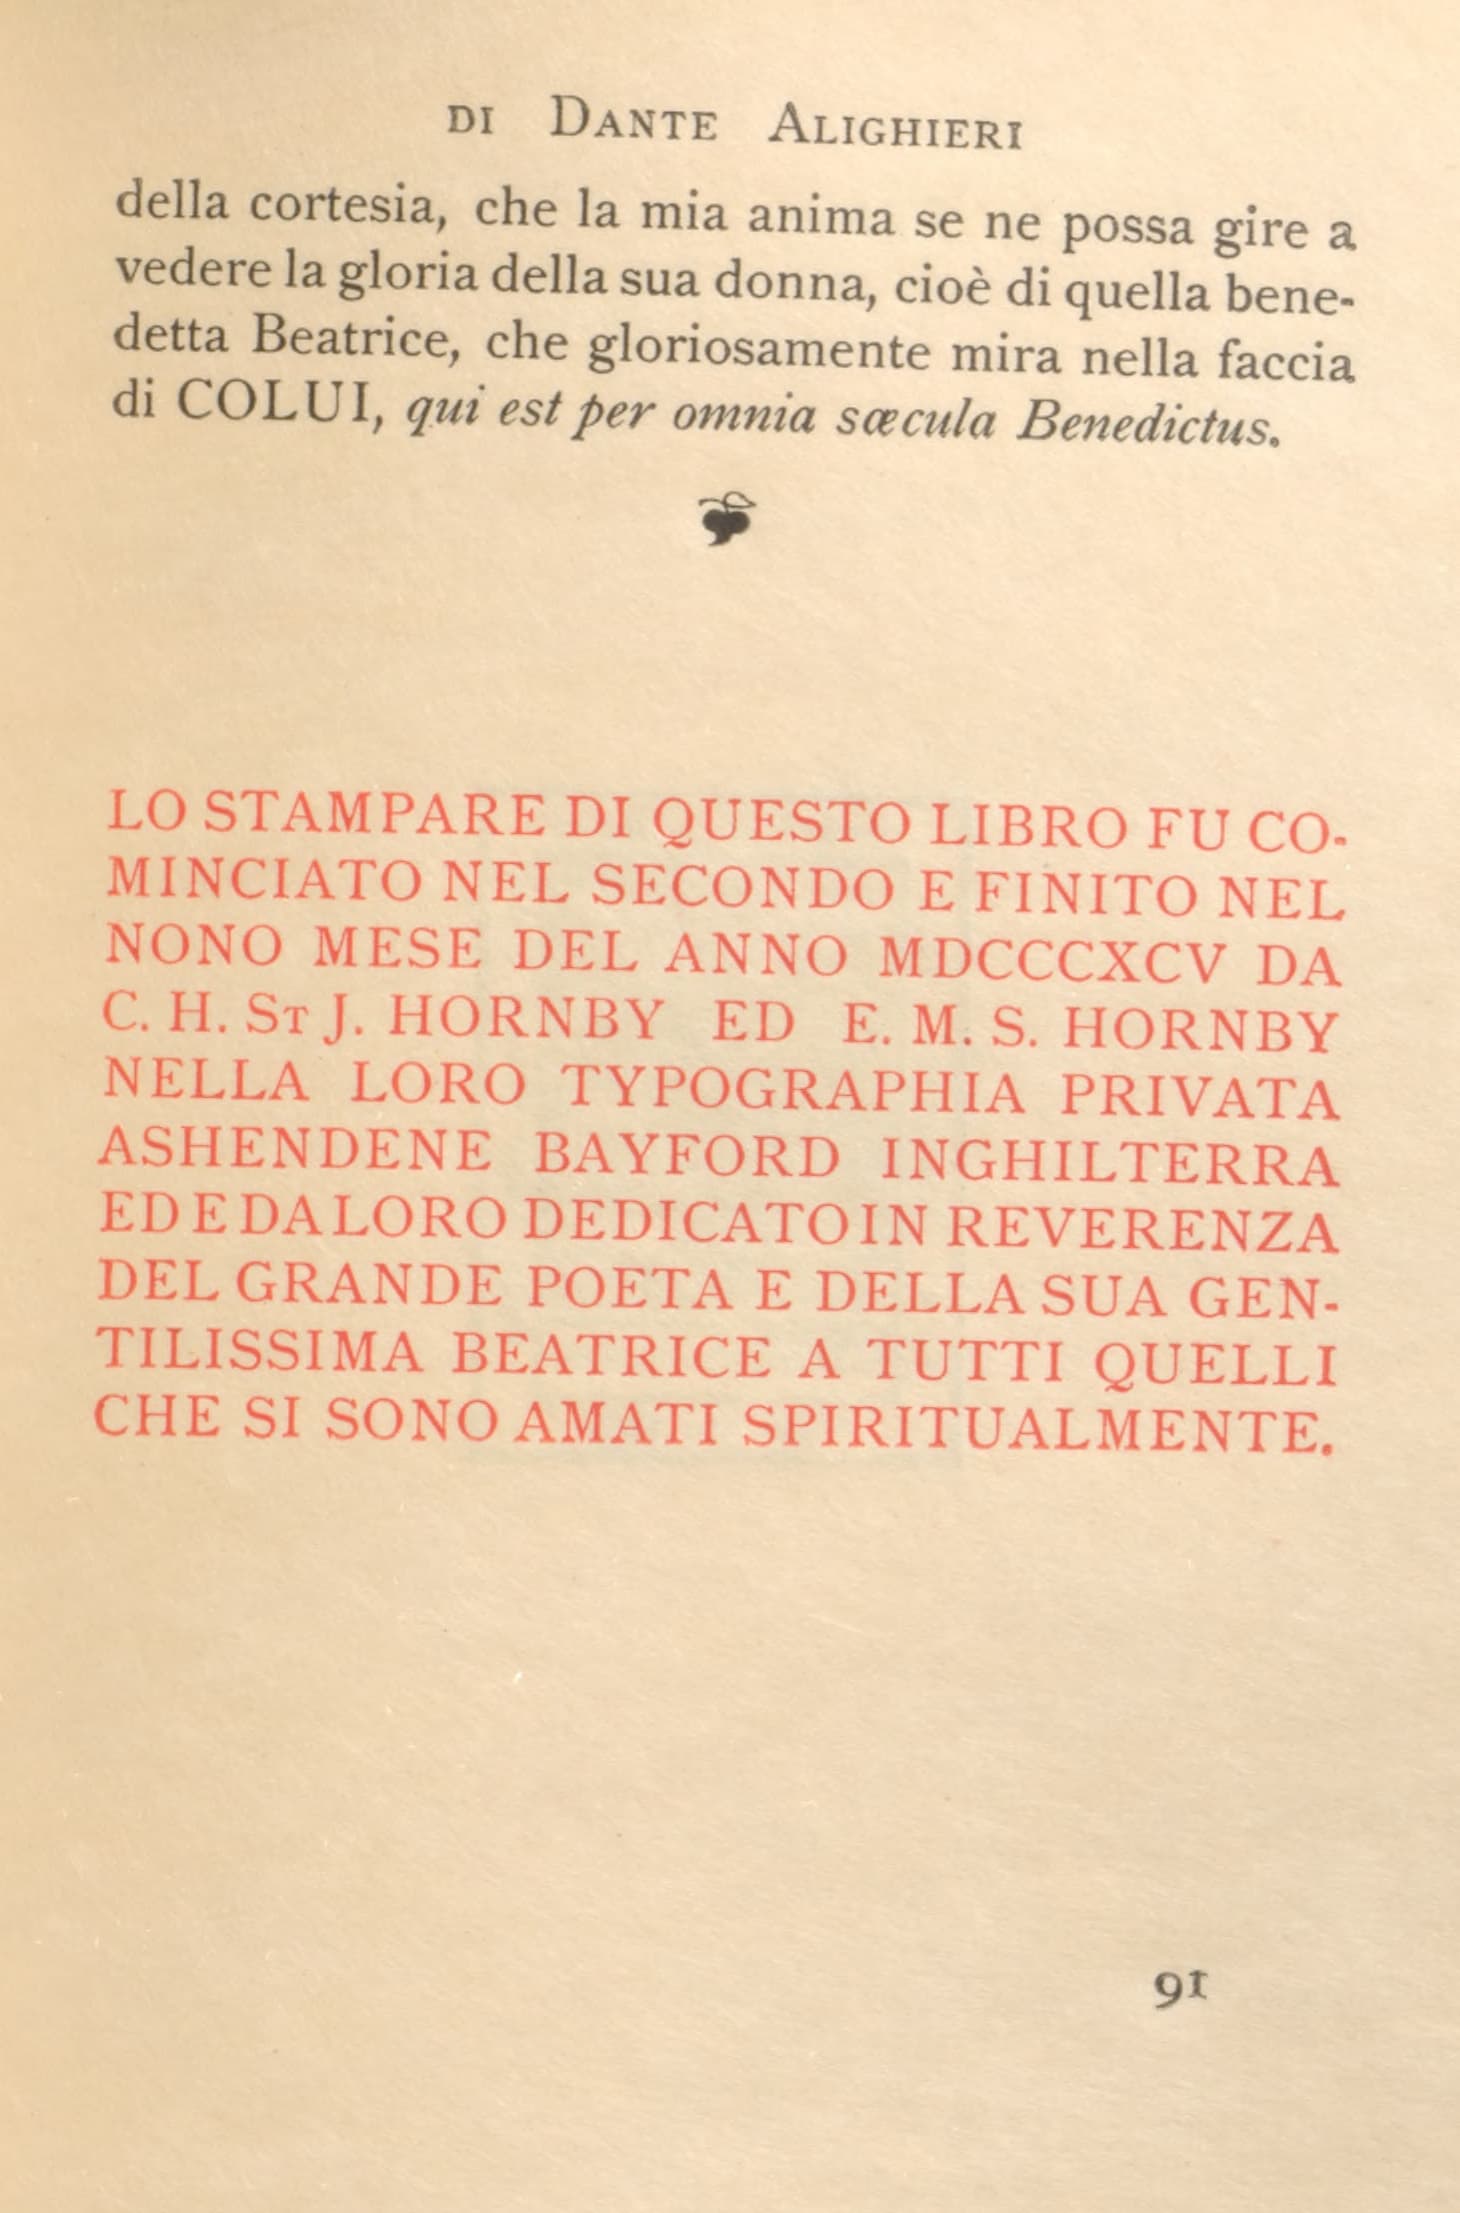 DI DANTE ALIGHIERI
della cortesia, che la mia anima se ne possa gire a
vedere la gloria della sua donna, cioè di quella bene-
detta Beatrice, che gloriosamente mira nella faccia
di COLUI, qui est per omnia sæcula Benedictus.
LO STAMPARE DI QUESTO LIBRO FU CO-
MINCIATO NEL SECONDO E FINITO NEL
NONO MESE DEL ANNO MDCCCXCV DA
C. H. ST J. HORNBY ED E. M. S. HORNBY
NELLA LORO TYPOGRAPHIA PRIVATA
ASHENDENE BAYFORD INGHILTERRA
ED E DA LORO DEDICATO IN REVERENZA
DEL GRANDE POETA E DELLA SUA GEN-
TILISSIMA BEATRICE A TUTTI QUELLI
CHE SI SONO AMATI SPIRITUALMENTE.
91